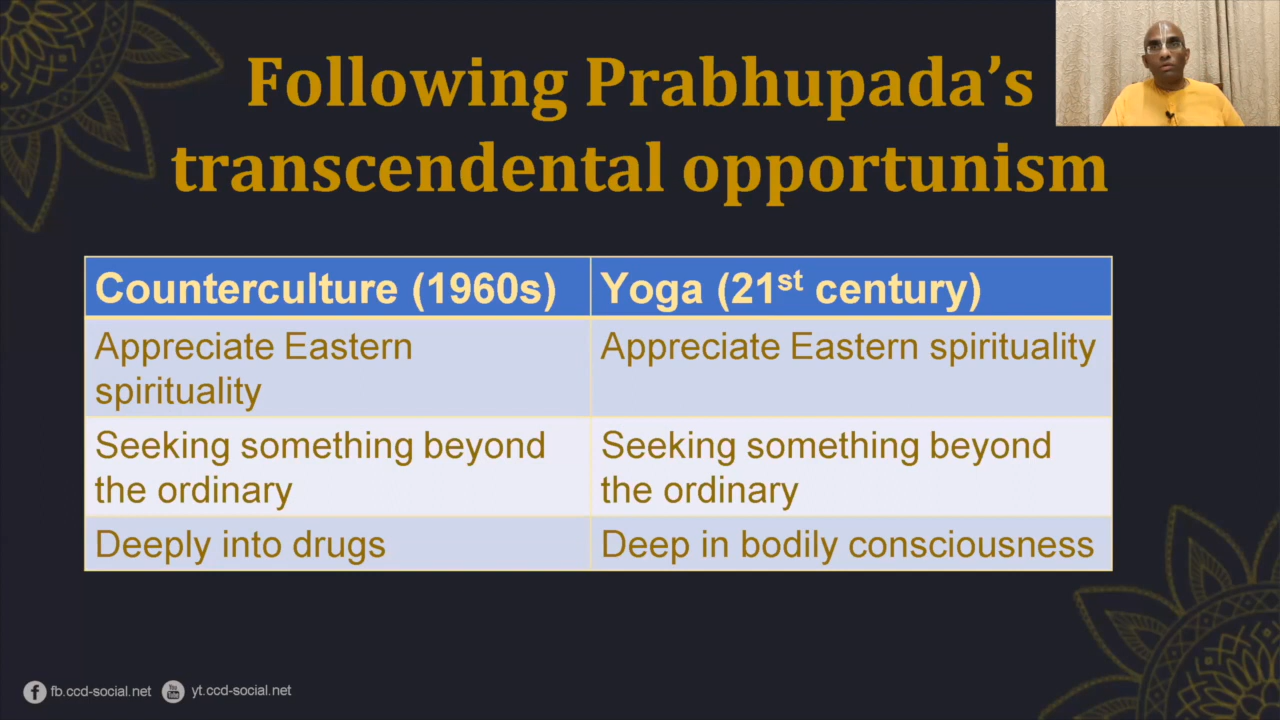 Following Prabhupada’s
transcendental opportunism
Counterculture (1960s)
Yoga (21st century)
Appreciate Eastern
spirituality
Appreciate Eastern spirituality
Seeking something beyond
the ordinary
Seeking something beyond
the ordinary
Deeply into drugs
Deep in bodily consciousness
fb.ccd-social.net
You
Tube
yt.ccd-social.net